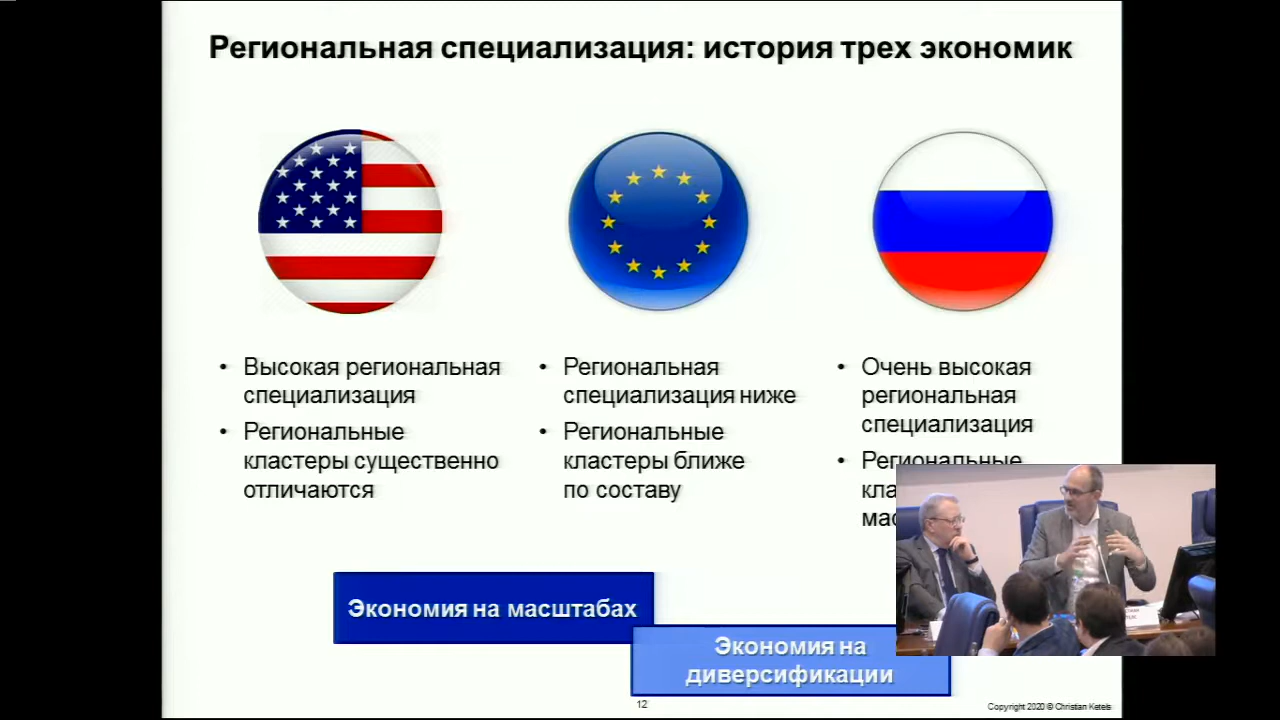 Региональная специализация: история трех экономик
• Высокая региональная
специализация
• Региональные
кластеры существенно
отличаются
• Региональная
специализация ниже
• Региональные
кластеры ближе
по составу
• Очень высокая
региональная
специализация
• Региональные
Экономия на масштабах
Экономия на
диверсификации
12
Copyright 2020 © Christian Ketels